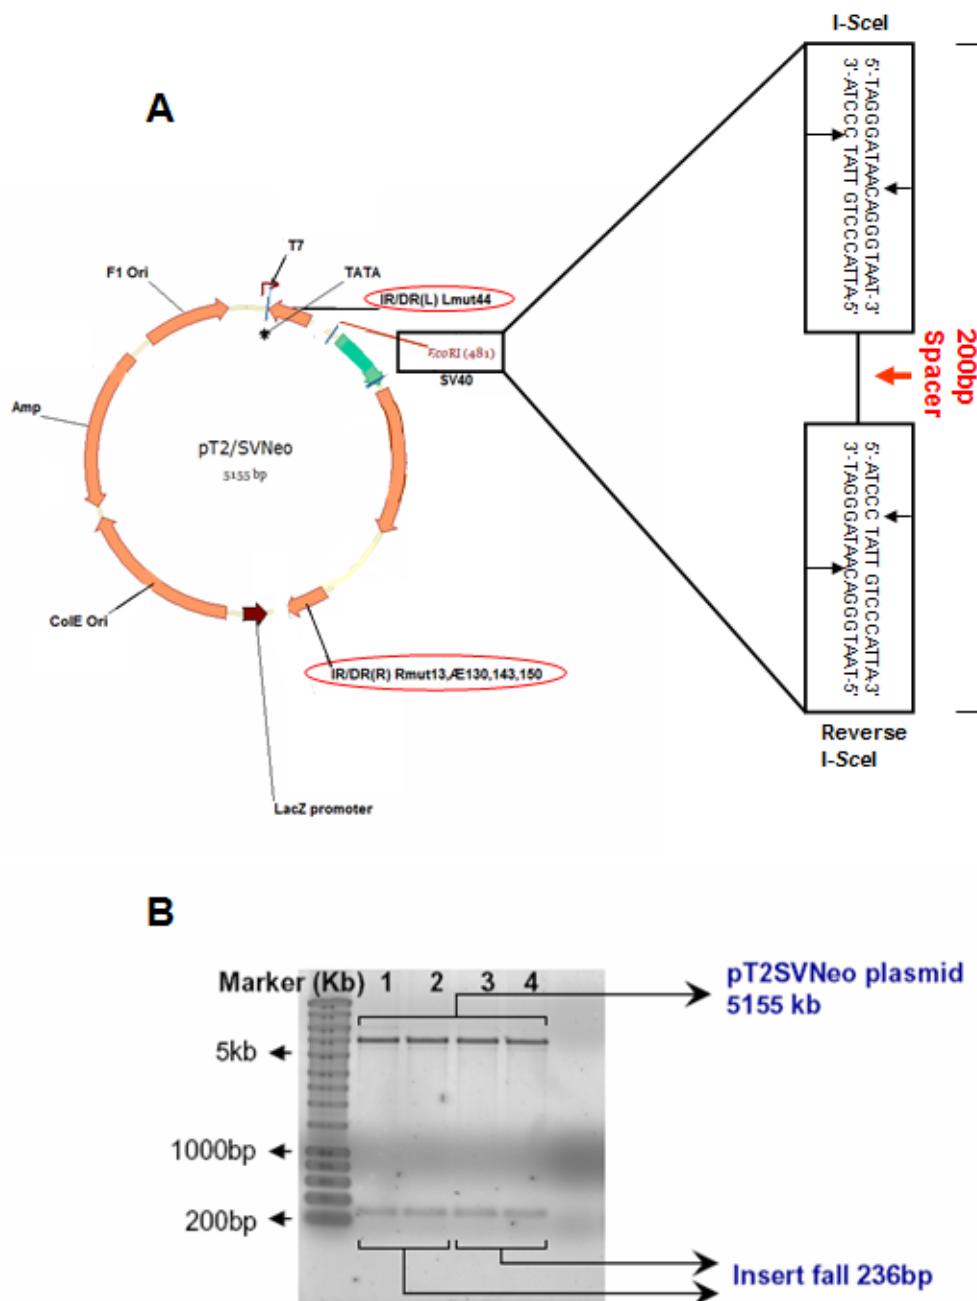 A
I-SceI
5'-TAGGGATAACAGGGTAAT-3'
3'-ATCCC TATT GTCCCATTA-5'
200bp
Spacer
5'-ATCCC TATT GTCCCATTA-3'
3'-TAGGGATAACAGGGTAAT-5'
Reverse
I-SceI
T7
TATA
F1 Ori
IR/DR(L) Lmut44
EcoRI (481)
SV40
Amp
pT2/SVNeo
5155 bp
ColE Ori
IR/DR(R) Rmut13,Æ130,143,150
LacZ promoter
B
Marker (Kb) 1 2 3 4
pT2SVNeo plasmid
5155 kb
5kb
1000bp
200bp
Insert fall 236bp